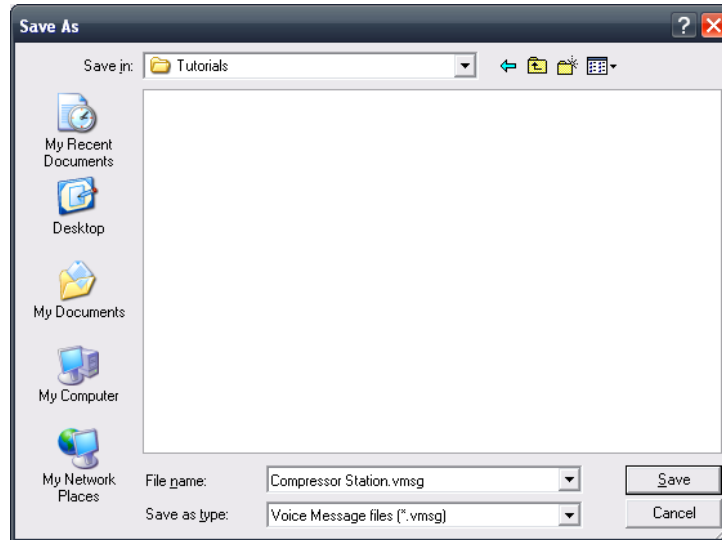 Save As
Save in: Tutorials
My Recent
Documents
Desktop
My Documents
My Computer
My Network
Places
File name: Compressor Station.vmsg Save
Save as type: Voice Message files (*.vmsg) Cancel